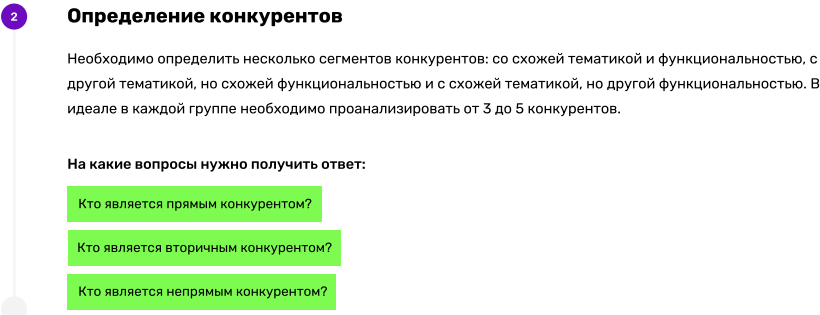 2
Определение конкурентов
Необходимо определить несколько сегментов конкурентов: со схожей тематикой и функциональностью, с
другой тематикой, но схожей функциональностью и с схожей тематикой, но другой функциональностью. В
идеале в каждой группе необходимо проанализировать от 3 до 5 конкурентов.
На какие вопросы нужно получить ответ:
Кто является прямым конкурентом?
Кто является вторичным конкурентом?
Кто является непрямым конкурентом?